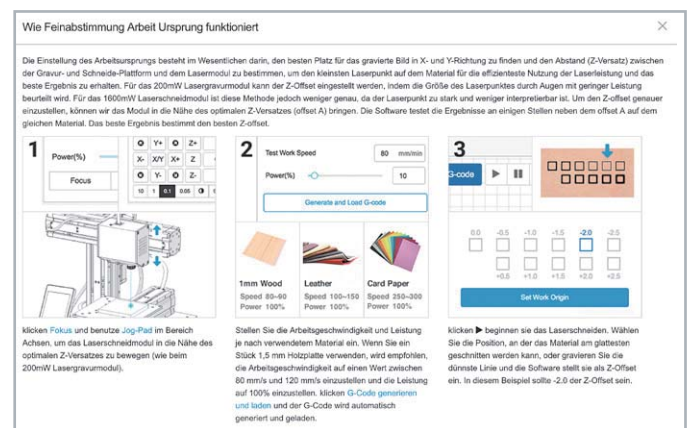 Wie Feinabstimmung Arbeit Ursprung funktioniert
Die Einstellung des Arbeitsursprungs besteht im Wesentlichen darin, den besten Platz für das gravierte Bild in X- und Y-Richtung zu finden und den Abstand (Z-Versatz) zwischen
der Gravur- und Schneide-Plattform und dem Lasermodul zu bestimmen, um den kleinsten Laserpunkt auf dem Material für die effizienteste Nutzung der Laserleistung und das
beste Ergebnis zu erhalten. Für das 200mW Lasergravurmodul kann der Z-Offset eingestellt werden, indem die Größe des Laserpunktes durch Augen mit geringer Leistung
beurteilt wird. Für das 1600mW Laserschneidmodul ist diese Methode jedoch weniger genau, da der Laserpunkt zu stark und weniger interpretierbar ist. Um den Z-offset genauer
einzustellen, können wir das Modul in die Nähe des optimalen Z-Versatzes (offset A) bringen. Die Software testet die Ergebnisse an einigen Stellen neben dem offset A auf dem
gleichen Material. Das beste Ergebnis bestimmt den besten Z-offset.
1
Power(%)
Focus
Y+ Z+
X- X/Y X+ Z
Y- Z-
10 1 0.1 0.05
klicken Fokus und benutze Jog-Pad im Bereich
Achsen, um das Laserschneidmodul in die Nähe des
optimalen Z-Versatzes zu bewegen (wie beim
200mW Lasergravurmodul).
2
Test Work Speed 80 mm/min
Power(%) 10
Generate and Load G-code
1mm Wood
Speed 80–90
Power 100%
Leather
Speed 100–150
Power 100%
Card Paper
Speed 250–300
Power 100%
Stellen Sie die Arbeitsgeschwindigkeit und Leistung
je nach verwendetem Material ein. Wenn Sie ein
Stück 1,5 mm Holzplatte verwenden, wird empfohlen,
die Arbeitsgeschwindigkeit auf einen Wert zwischen
80 mm/s und 120 mm/s einzustellen und die Leistung
auf 100% einzustellen. klicken G-Code generieren
und laden und der G-Code wird automatisch
generiert und geladen.
3
G-code
0.0 -0.5 -1.0 -1.5 -2.0 -2.5
+0.5 +1.0 +1.5 +2.0 +2.5
Set Work Origin
klicken ▶ beginnen sie das Laserschneiden. Wählen
Sie die Position, an der das Material am glattesten
geschnitten werden kann, oder gravieren Sie die
dünnste Linie und die Software stellt sie als Z-Offset
ein. In diesem Beispiel sollte -2.0 der Z-Offset sein.